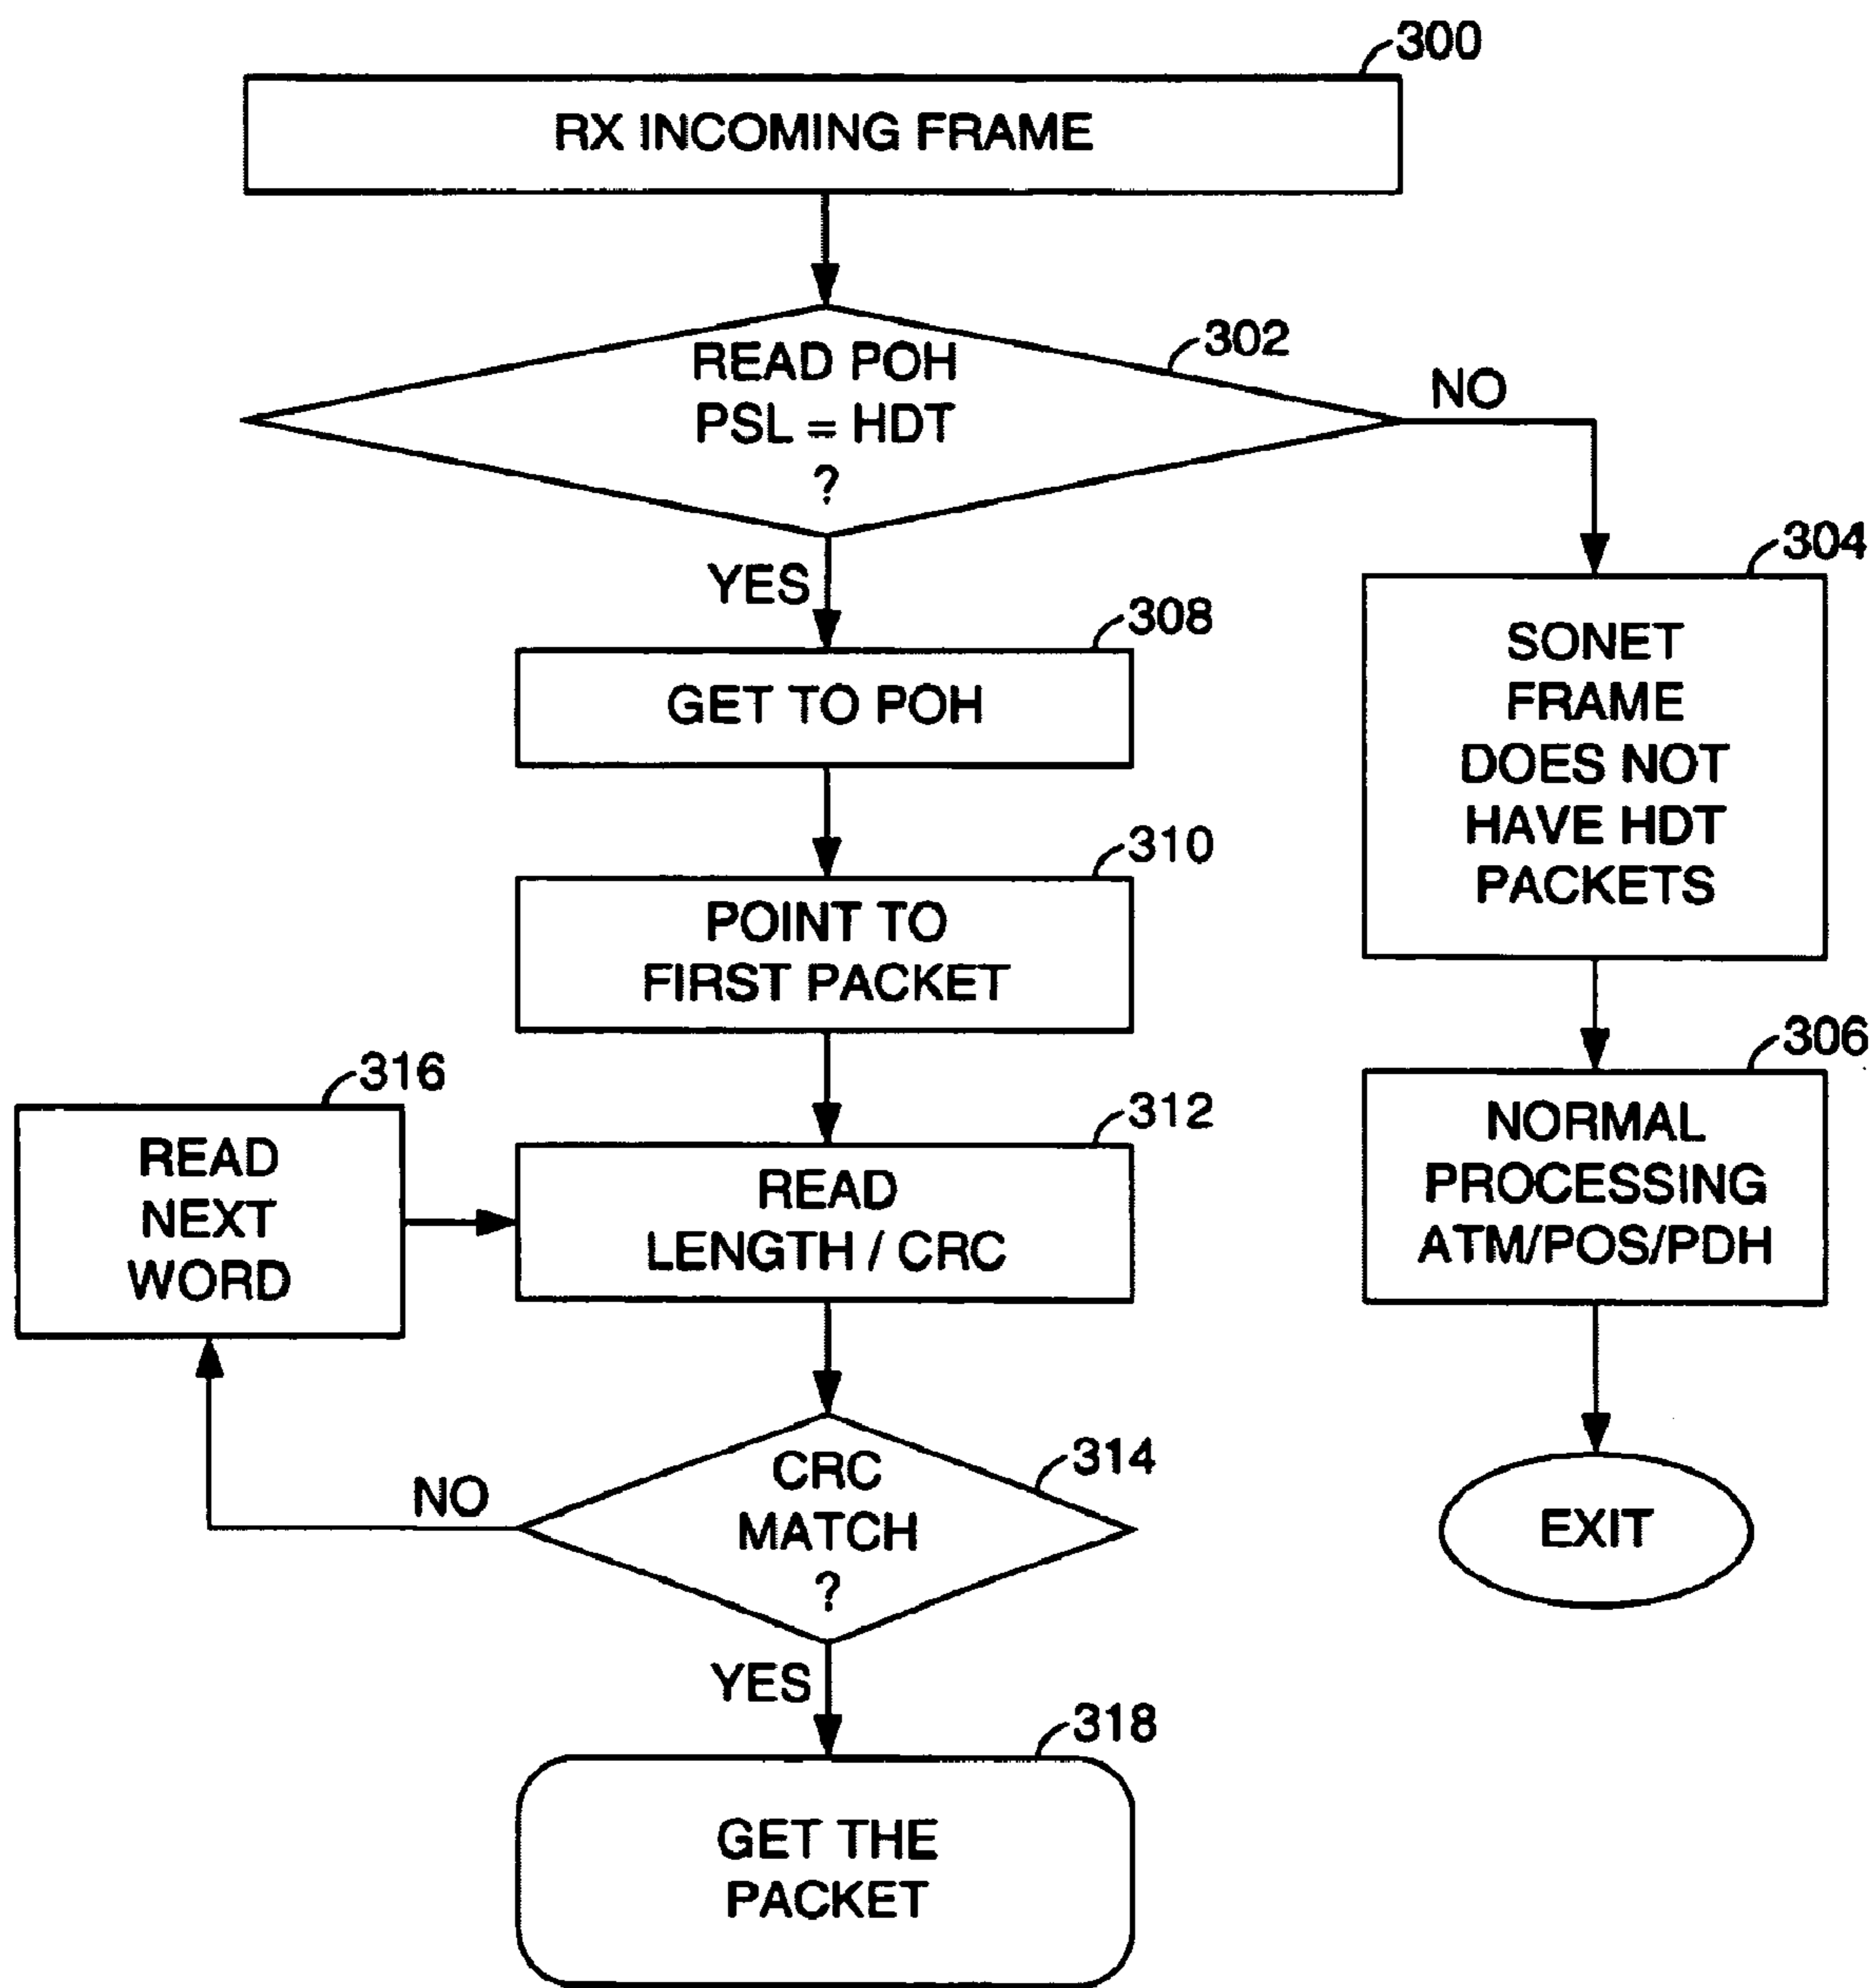 300
RX INCOMING FRAME
302
READ POH
PSL = HDT
?
NO
YES
304
SONET
FRAME
DOES NOT
HAVE HDT
PACKETS
308
GET TO POH
310
POINT TO
FIRST PACKET
306
NORMAL
PROCESSING
ATM/POS/PDH
316
READ
NEXT
WORD
312
READ
LENGTH / CRC
314
CRC
MATCH
?
NO
EXIT
YES
318
GET THE
PACKET